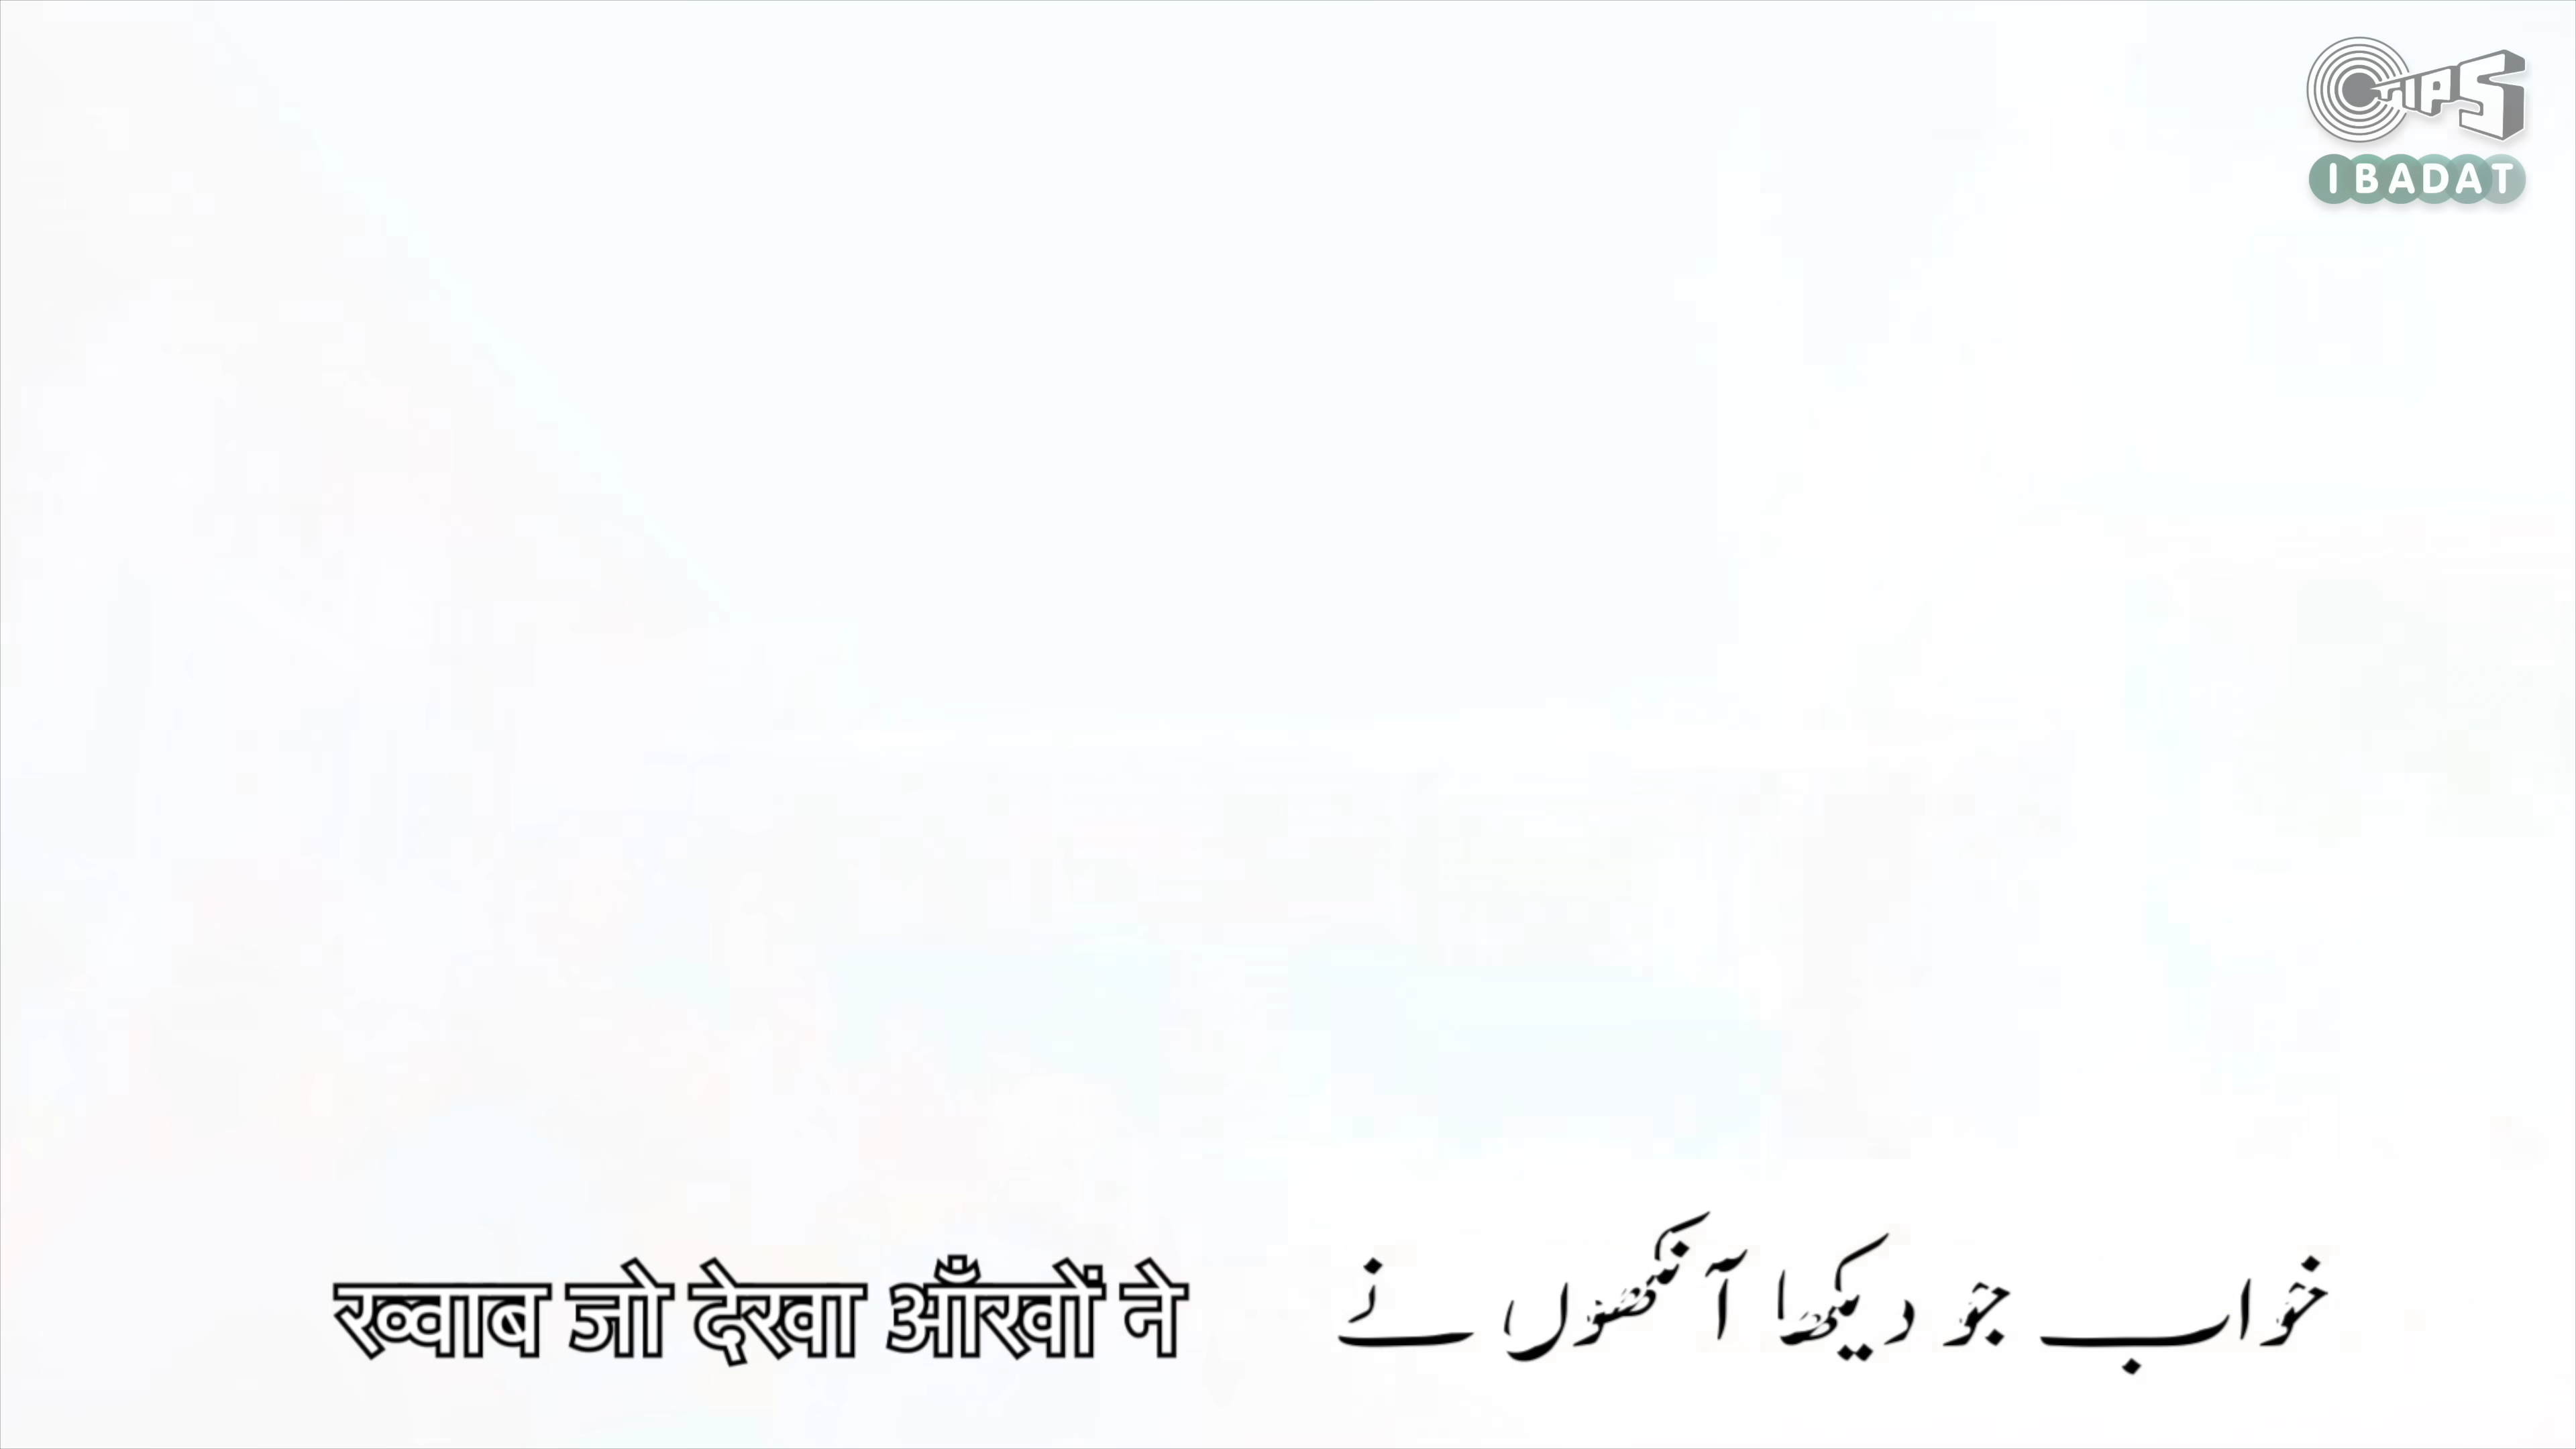 TIPS
IBADAT
ख्वाब जो देखा आँखों ने
خواب جو دیکھا آنکھوں نے